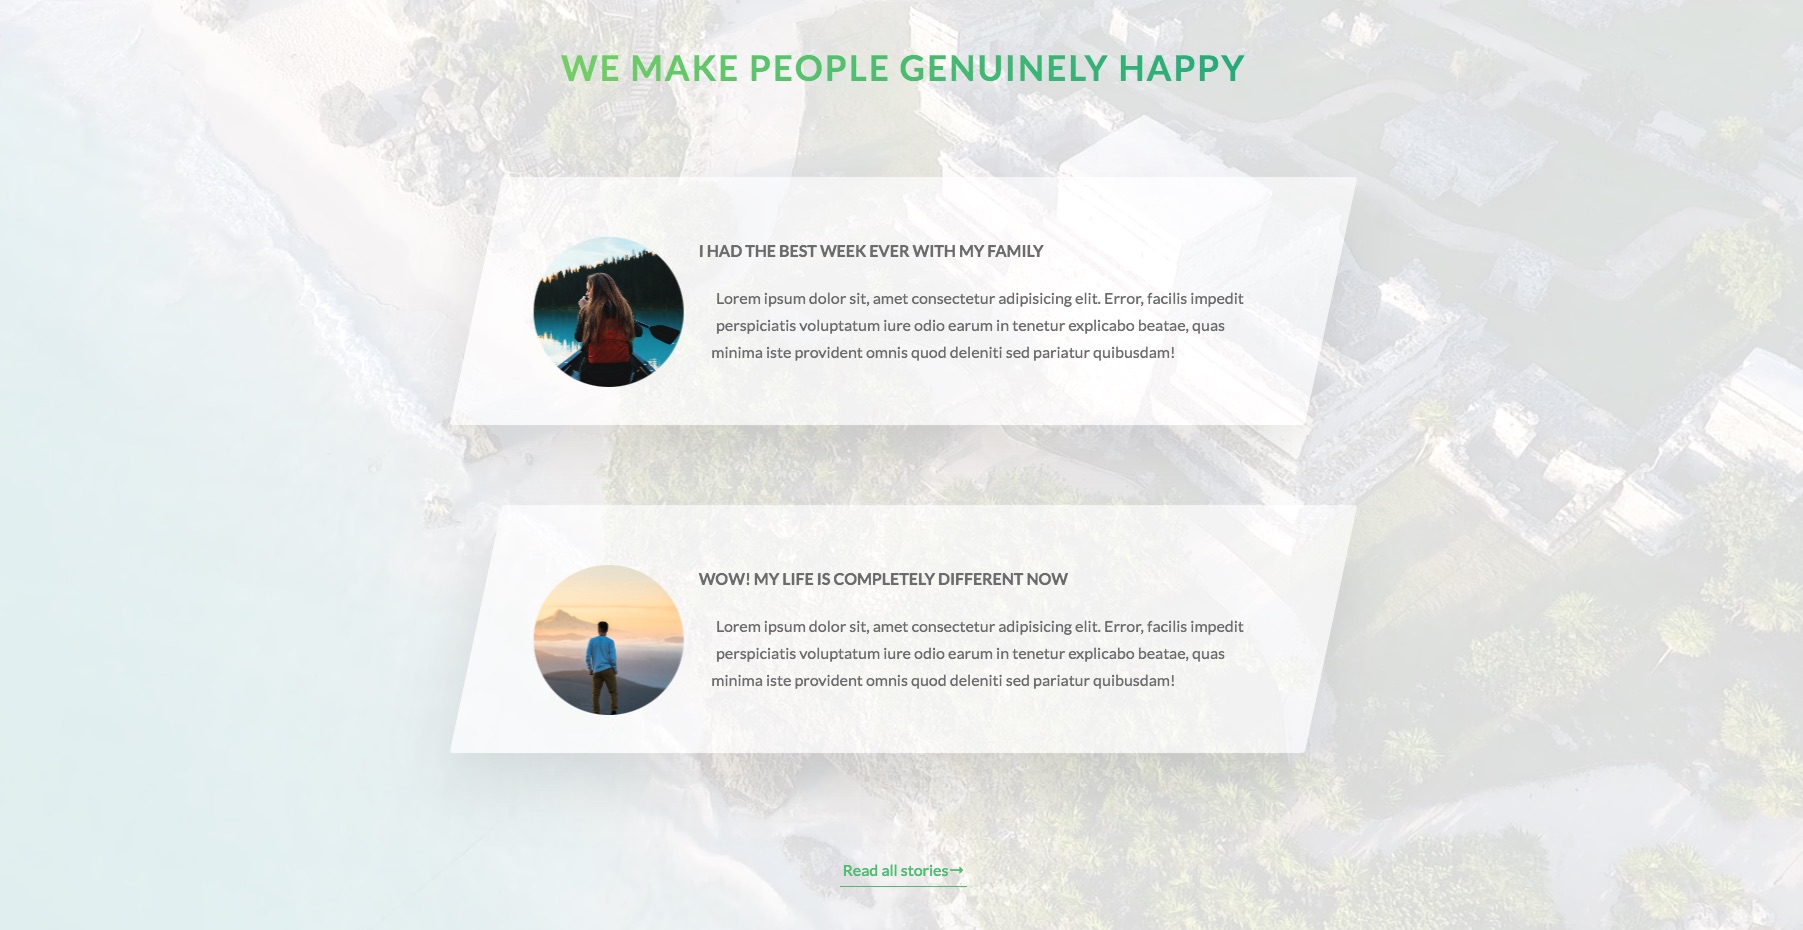 WE MAKE PEOPLE GENUINELY HAPPY
I HAD THE BEST WEEK EVER WITH MY FAMILY
Lorem ipsum dolor sit, amet consectetur adipisicing elit. Error, facilis impedit
perspiciatis voluptatum iure odio earum in tenetur explicabo beatae, quas
minima iste provident omnis quod deleniti sed pariatur quibusdam!
WOW! MY LIFE IS COMPLETELY DIFFERENT NOW
Lorem ipsum dolor sit, amet consectetur adipisicing elit. Error, facilis impedit
perspiciatis voluptatum iure odio earum in tenetur explicabo beatae, quas
minima iste provident omnis quod deleniti sed pariatur quibusdam!
Read all stories→